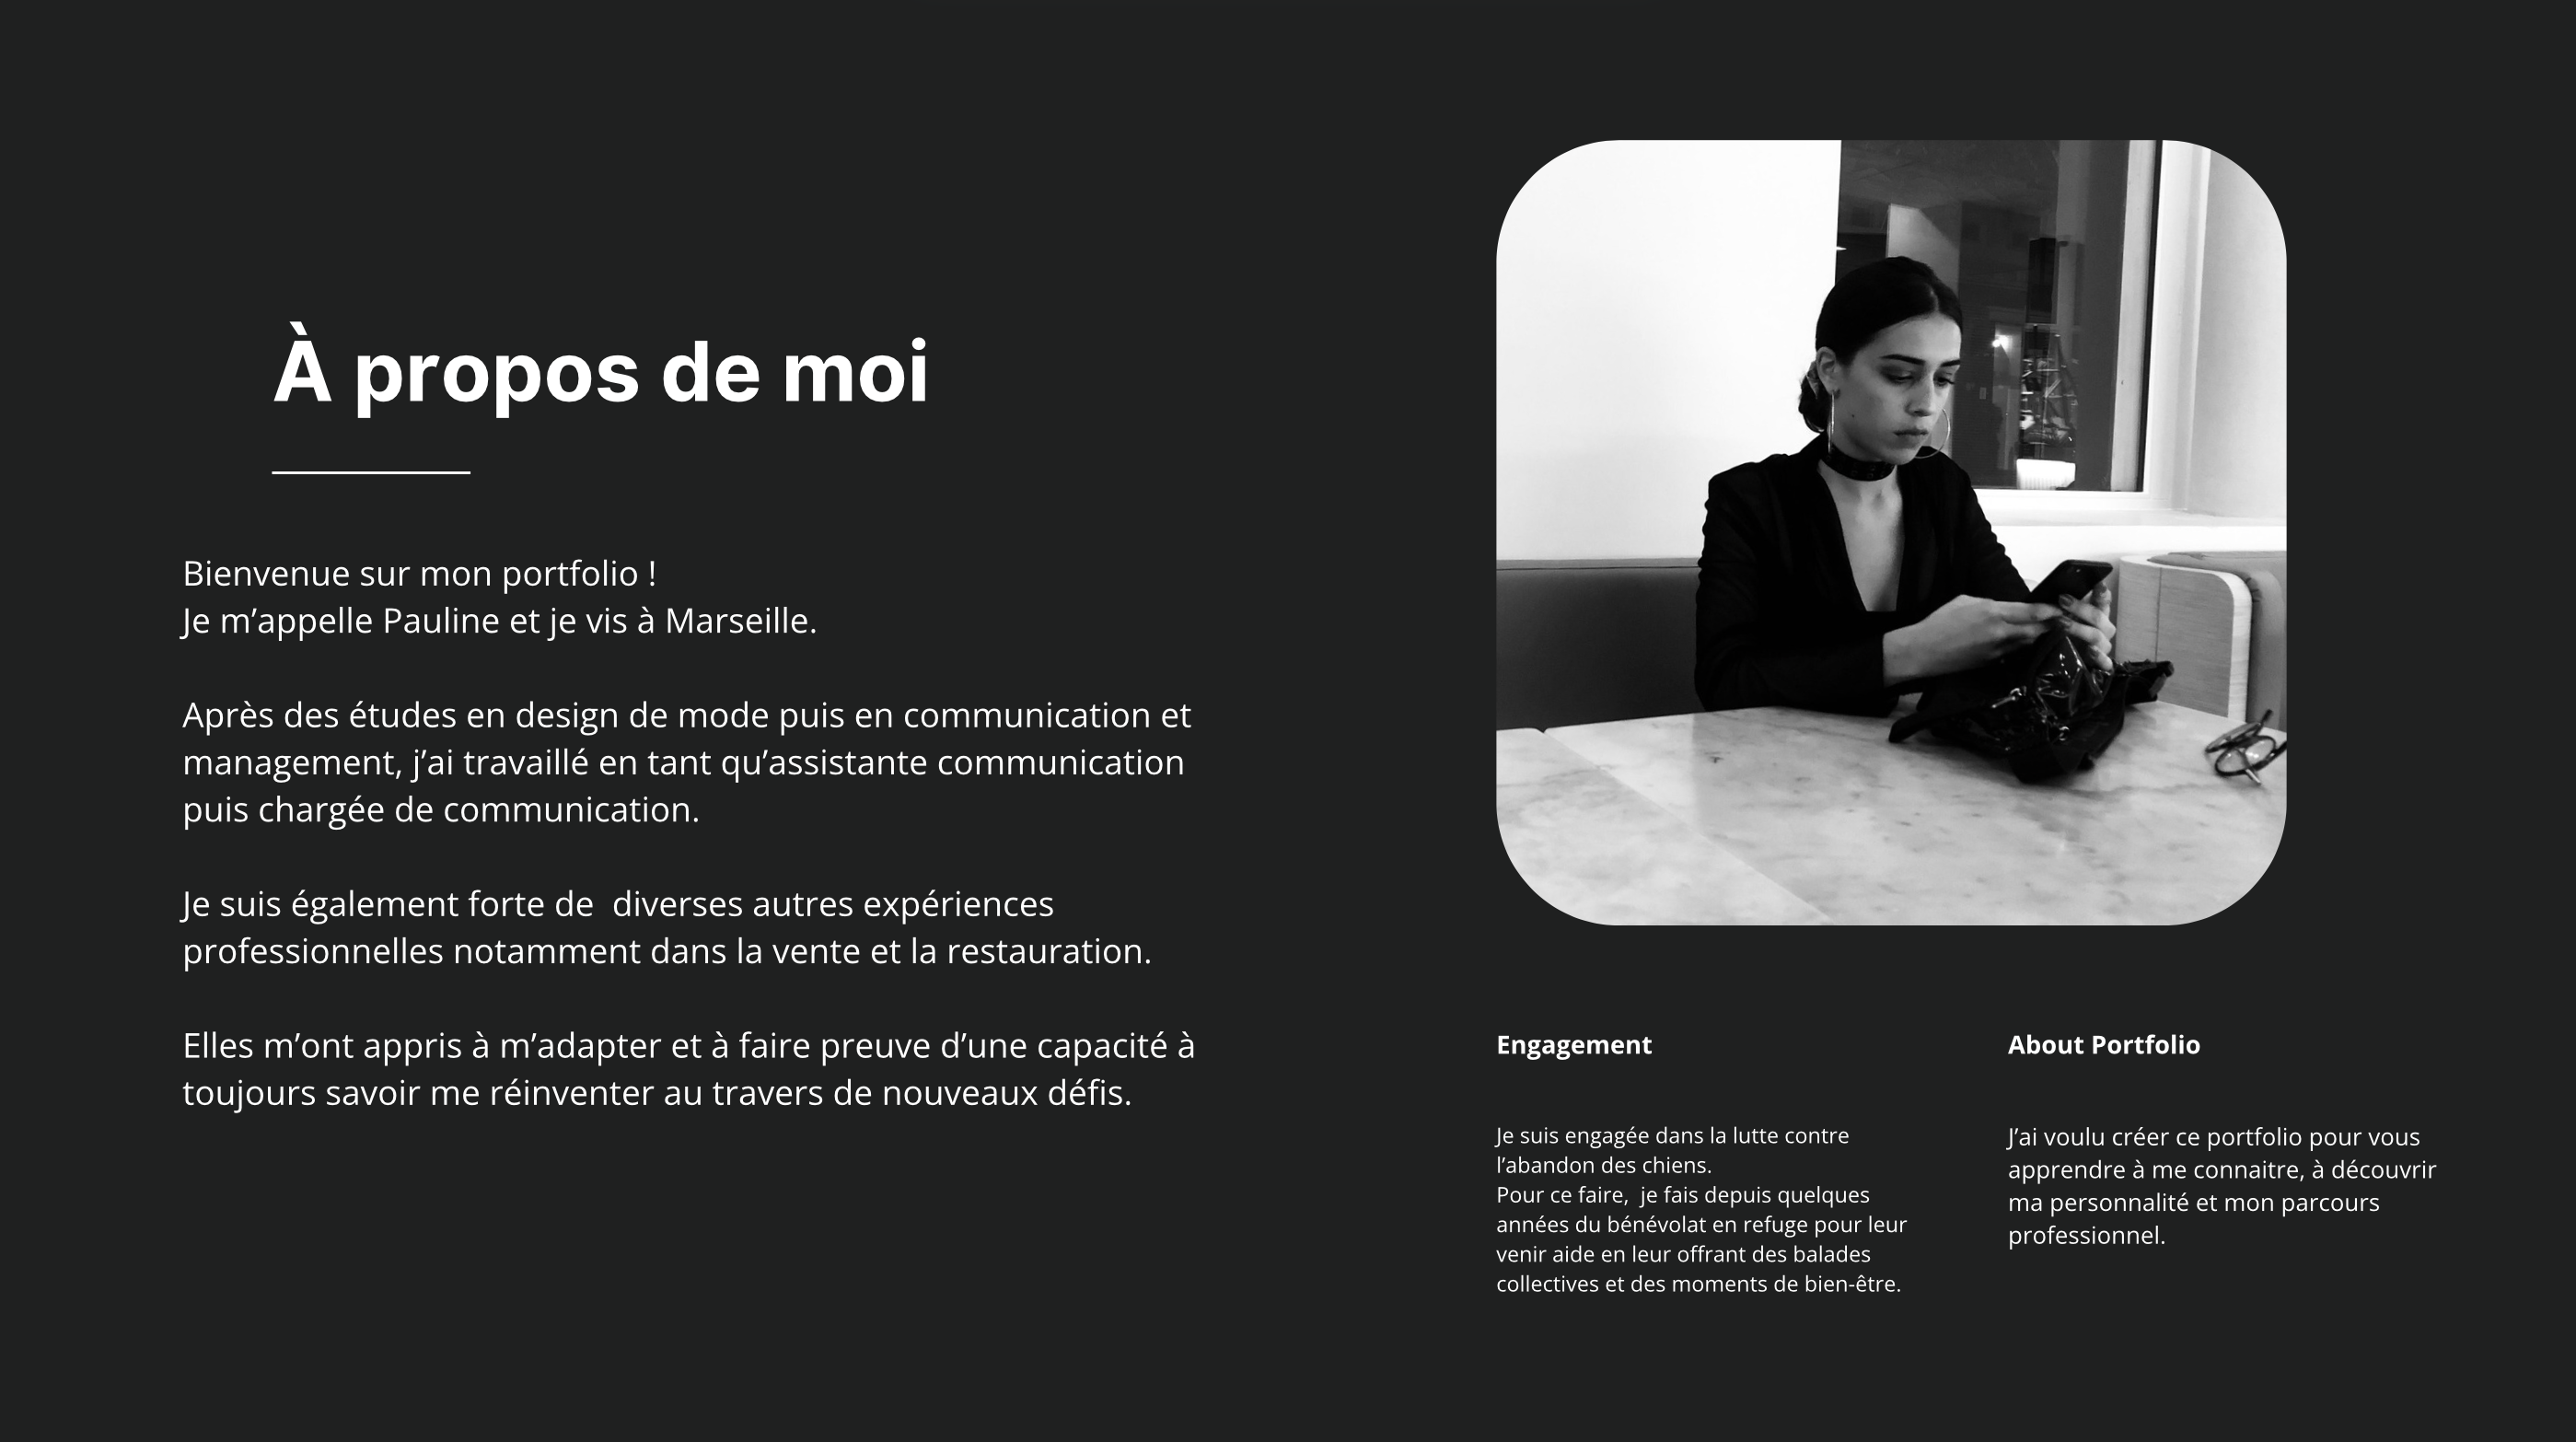 À propos de moi
Bienvenue sur mon portfolio !
Je m’appelle Pauline et je vis à Marseille.
Après des études en design de mode puis en communication et
management, j’ai travaillé en tant qu’assistante communication
puis chargée de communication.
Je suis également forte de  diverses autres expériences
professionnelles notamment dans la vente et la restauration.
Elles m’ont appris à m’adapter et à faire preuve d’une capacité à
toujours savoir me réinventer au travers de nouveaux défis.
Engagement
Je suis engagée dans la lutte contre
l’abandon des chiens.
Pour ce faire,  je fais depuis quelques
années du bénévolat en refuge pour leur
venir aide en leur offrant des balades
collectives et des moments de bien-être.
About Portfolio
J’ai voulu créer ce portfolio pour vous
apprendre à me connaitre, à découvrir
ma personnalité et mon parcours
professionnel.